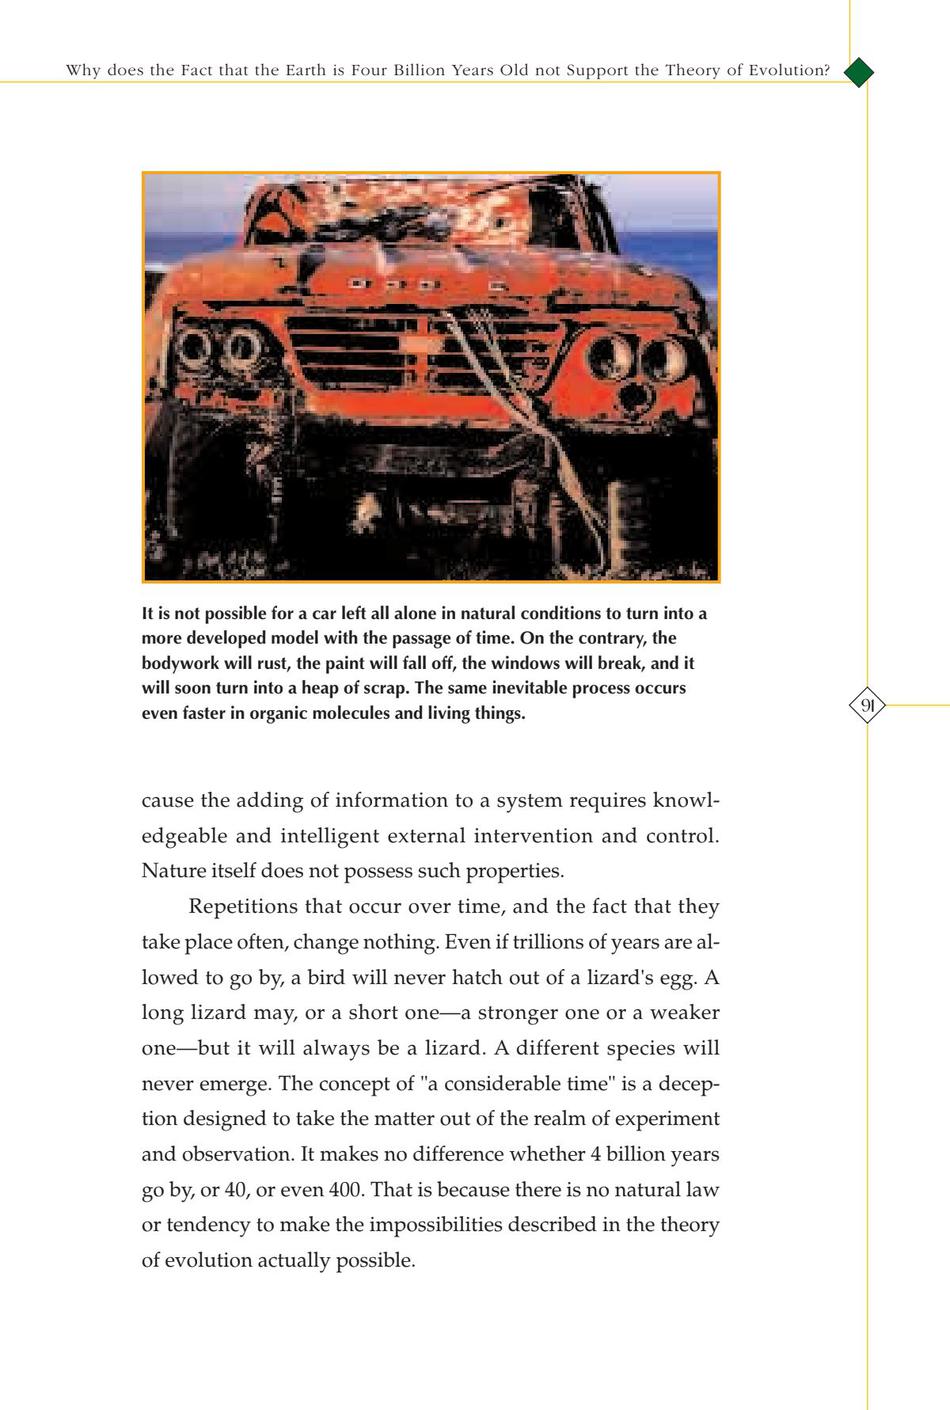 Why does the Fact that the Earth is Four Billion Years Old not Support the Theory of Evolution?
It is not possible for a car left all alone in natural conditions to turn into a
more developed model with the passage of time. On the contrary, the
bodywork will rust, the paint will fall off, the windows will break, and it
will soon turn into a heap of scrap. The same inevitable process occurs
even faster in organic molecules and living things.
91
cause the adding of information to a system requires knowl-
edgeable and intelligent external intervention and control.
Nature itself does not possess such properties.
Repetitions that occur over time, and the fact that they
take place often, change nothing. Even if trillions of years are al-
lowed to go by, a bird will never hatch out of a lizard's egg. A
long lizard may, or a short one—a stronger one or a weaker
one—but it will always be a lizard. A different species will
never emerge. The concept of "a considerable time" is a decep-
tion designed to take the matter out of the realm of experiment
and observation. It makes no difference whether 4 billion years
go by, or 40, or even 400. That is because there is no natural law
or tendency to make the impossibilities described in the theory
of evolution actually possible.